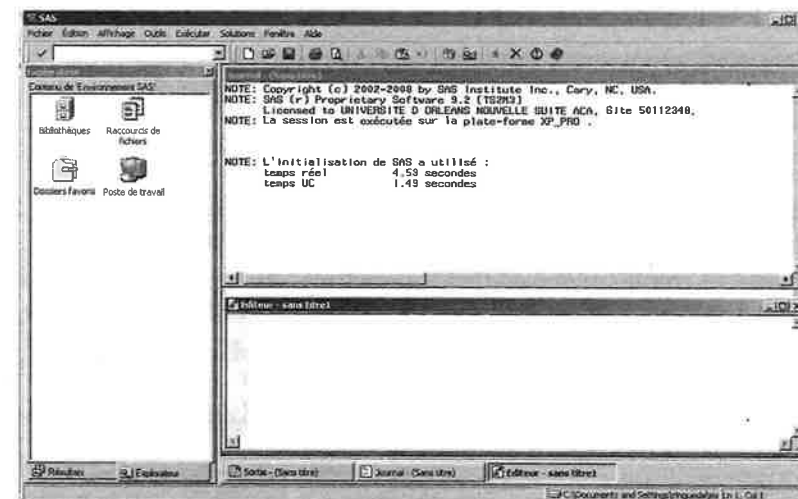 SAS
Fichier Édition Affichage Outils Exécuter Solutions Fenêtre Aide
Contenu de Environnement SAS'
Bibliothèques
Raccourcis de fichiers
Dossiers favoris
Poste de travail
Résultats
Explorateur
NOTE: Copyright (c) 2002-2008 by SAS Institute Inc., Cary, NC, USA.
NOTE: SAS (r) Proprietary Software 9.2 (TS2M3)
Licensed to UNIVERSITE D ORLEANS NOUVELLE SUITE ACA, Site 50112348.
NOTE: La session est exécutée sur la plate-forme XP_PRO .
NOTE: L'initialisation de SAS a utilisé :
temps réel 4.59 secondes
temps UC 1.49 secondes
Éditeur - sans titre1
Sortie - (Sans titre)
Journal - (Sans titre)
Éditeur - sans titre1